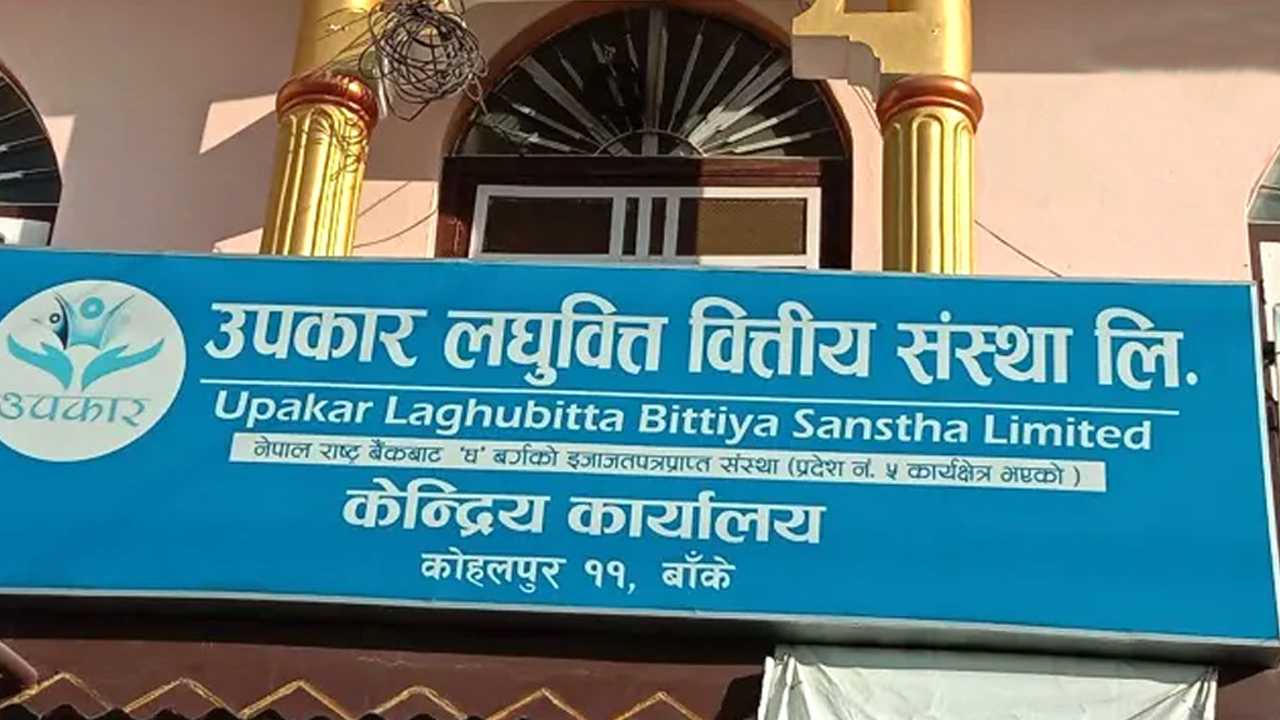 उपकार
उपकार लघुवित्त वित्तीय संस्था लि.
Upakar Laghubitta Bittiya Sanstha Limited
नेपाल राष्ट्र बैंकबाट 'घ' बर्गको इजाजतपत्रप्राप्त संस्था (प्रदेश नं. ५ कार्यक्षेत्र भएको )
केन्द्रिय कार्यालय
कोहलपुर ११, बाँके